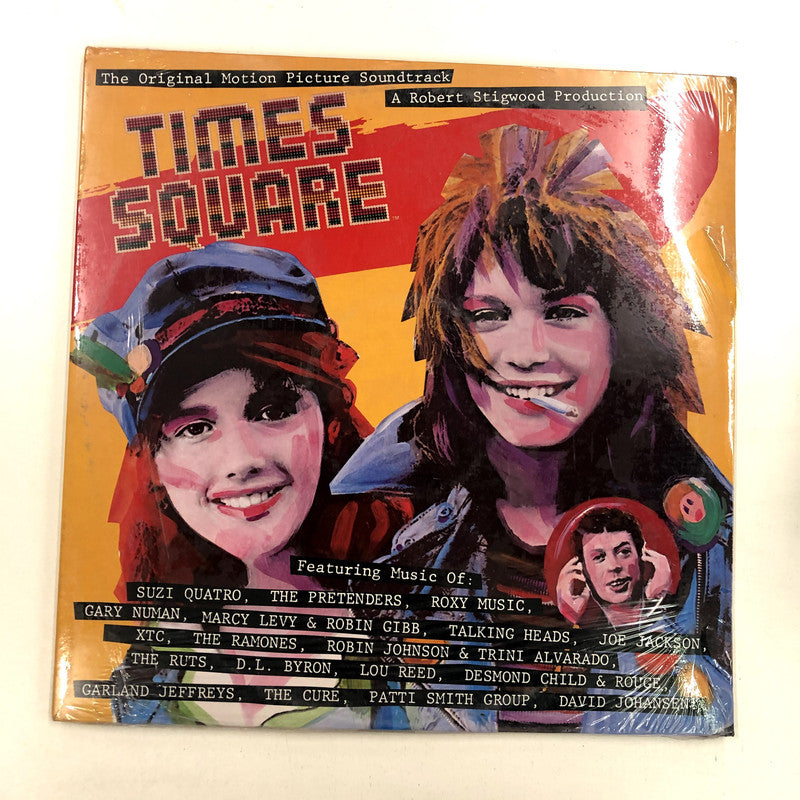 The Original Motion Picture Soundtrack
A Robert Stigwood Production
TIMES
SQUARE™
Featuring Music Of:
SUZI QUATRO, THE PRETENDERS, ROXY MUSIC,
GARY NUMAN, MARCY LEVY & ROBIN GIBB, TALKING HEADS, JOE JACKSON,
XTC, THE RAMONES, ROBIN JOHNSON & TRINI ALVARADO,
THE RUTS, D.L. BYRON, LOU REED, DESMOND CHILD & ROUGE,
GARLAND JEFFREYS, THE CURE, PATTI SMITH GROUP, DAVID JOHANSEN